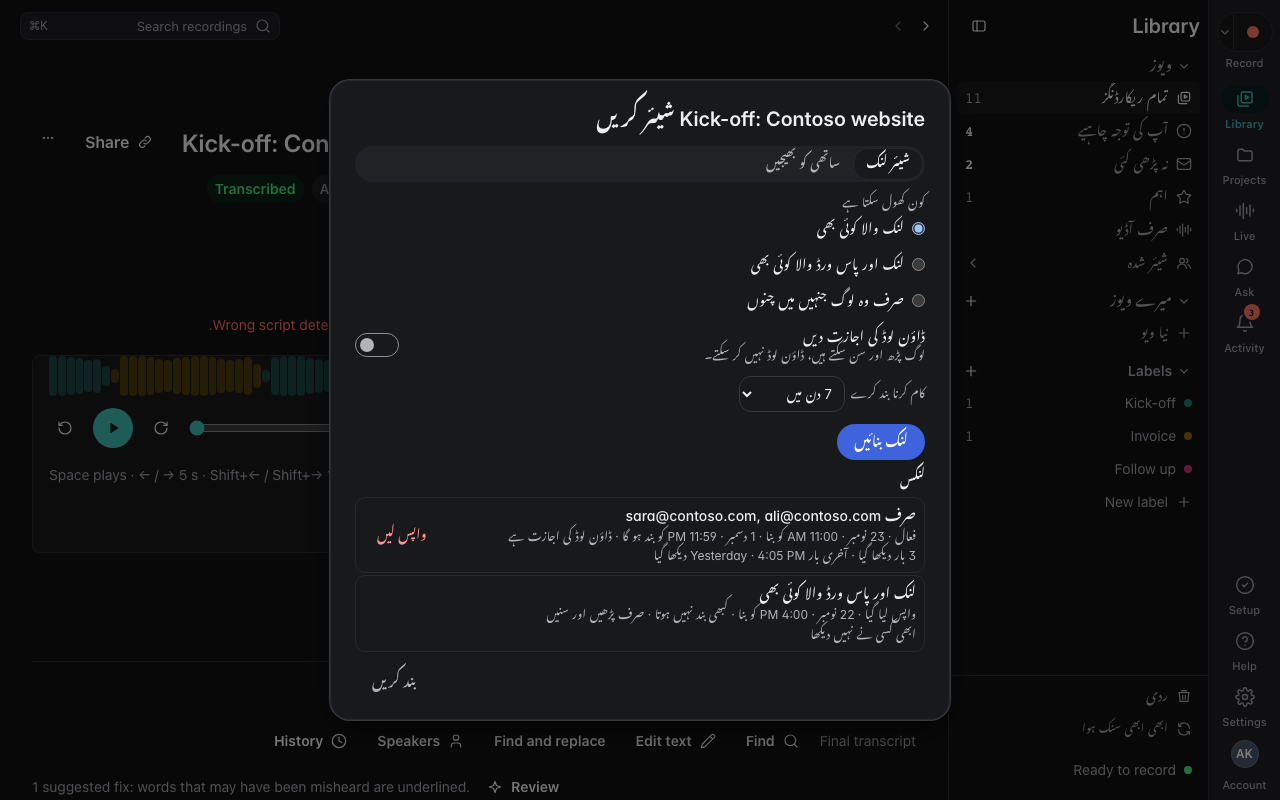 Search recordings
⌘K
Library
Record
Library
Projects
Live
Ask
3
Activity
Setup
Help
Settings
AK
Account
ویوز
تمام ریکارڈنگز 11
آپ کی توجہ چاہیے 4
نہ پڑھی گئی 2
اہم 1
صرف آڈیو
شیئر شدہ
میرے ویوز
نیا ویو
Labels
Kick-off 1
Invoice 1
Follow up
New label
ردی
ابھی ابھی سنک ہوا
Ready to record
Share
Kick-off: Con
Transcribed
A
Wrong script dete.
Space plays · ← / → 5 s · Shift+← / Shift+→
Kick-off: Contoso website شیئر کریں
شیئر لنک
ساتھی کو بھیجیں
کون کھول سکتا ہے
لنک والا کوئی بھی
لنک اور پاس ورڈ والا کوئی بھی
صرف وہ لوگ جنہیں میں چنوں
ڈاؤن لوڈ کی اجازت دیں
لوگ پڑھ اور سن سکتے ہیں، ڈاؤن لوڈ نہیں کر سکتے۔
کام کرنا بند کرے 7 دن میں
لنک بنائیں
لنکس
صرف sara@contoso.com, ali@contoso.com
فعال · 23 نومبر · 11:00 AM کو بنا · 1 دسمبر · 11:59 PM کو بند ہو گا · ڈاؤن لوڈ کی اجازت ہے
3 بار دیکھا گیا · آخری بار Yesterday · 4:05 PM دیکھا گیا
واپس لیں
لنک اور پاس ورڈ والا کوئی بھی
واپس لیا گیا · 22 نومبر · 4:00 PM کو بنا · کبھی بند نہیں ہوتا · صرف پڑھیں اور سنیں
ابھی کسی نے نہیں دیکھا
بند کریں
Final transcript
Find
Edit text
Find and replace
Speakers
History
1 suggested fix: words that may have been misheard are underlined.
Review